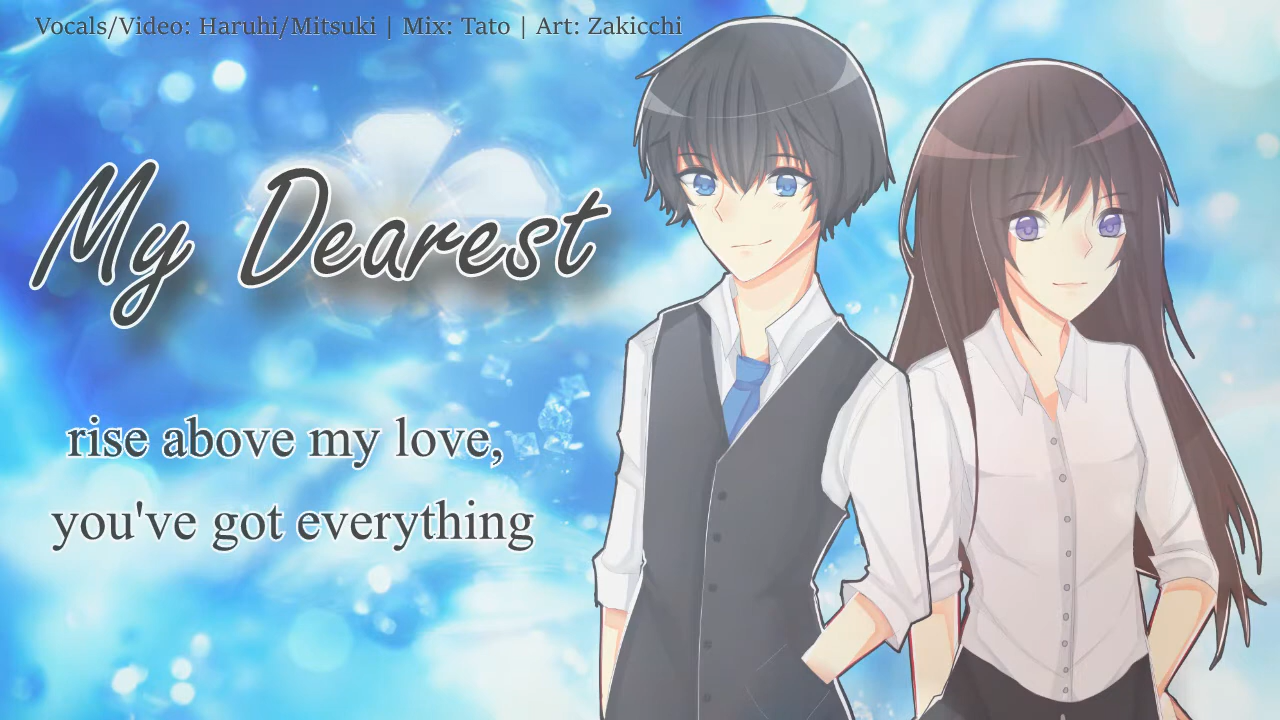 Vocals/Video: Haruhi/Mitsuki | Mix: Tato | Art: Zakicchi
My Dearest
rise above my love,
you've got everything